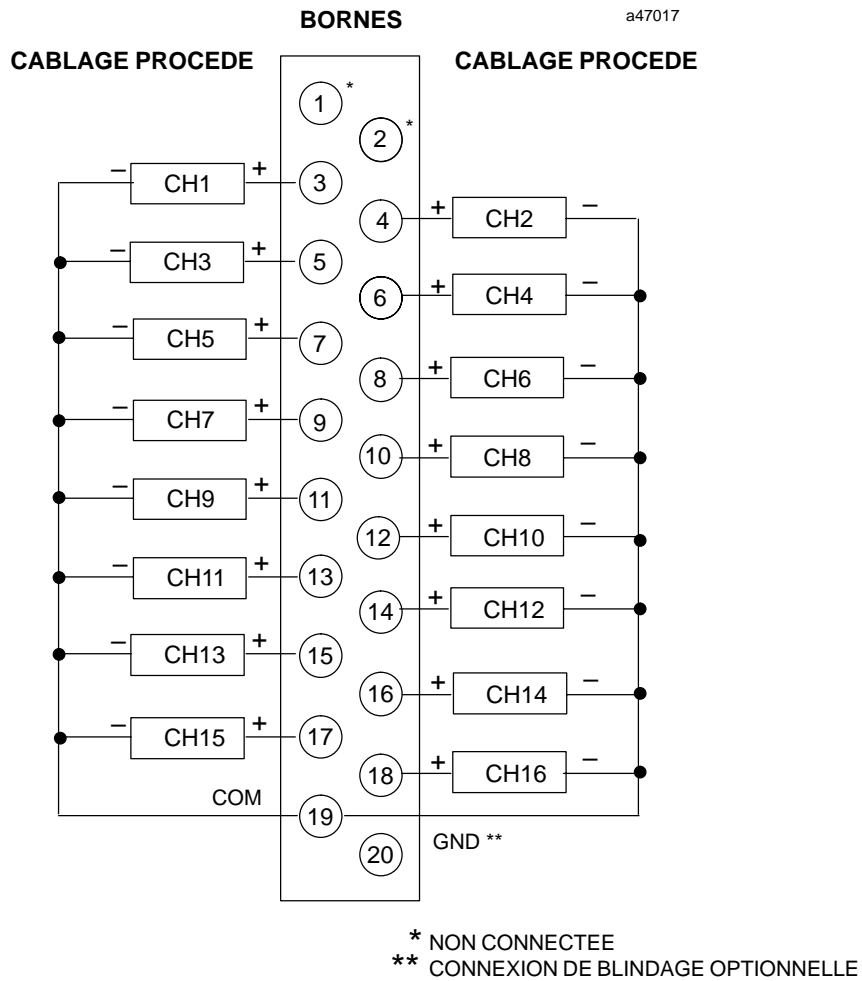 BORNES
a47017
CABLAGE PROCEDE
CABLAGE PROCEDE
1 *
2 *
– CH1 + 3
4 + CH2 –
– CH3 + 5
6 + CH4 –
– CH5 + 7
8 + CH6 –
– CH7 + 9
10 + CH8 –
– CH9 + 11
12 + CH10 –
– CH11 + 13
14 + CH12 –
– CH13 + 15
16 + CH14 –
– CH15 + 17
18 + CH16 –
COM
19
20
GND **
* NON CONNECTEE
** CONNEXION DE BLINDAGE OPTIONNELLE